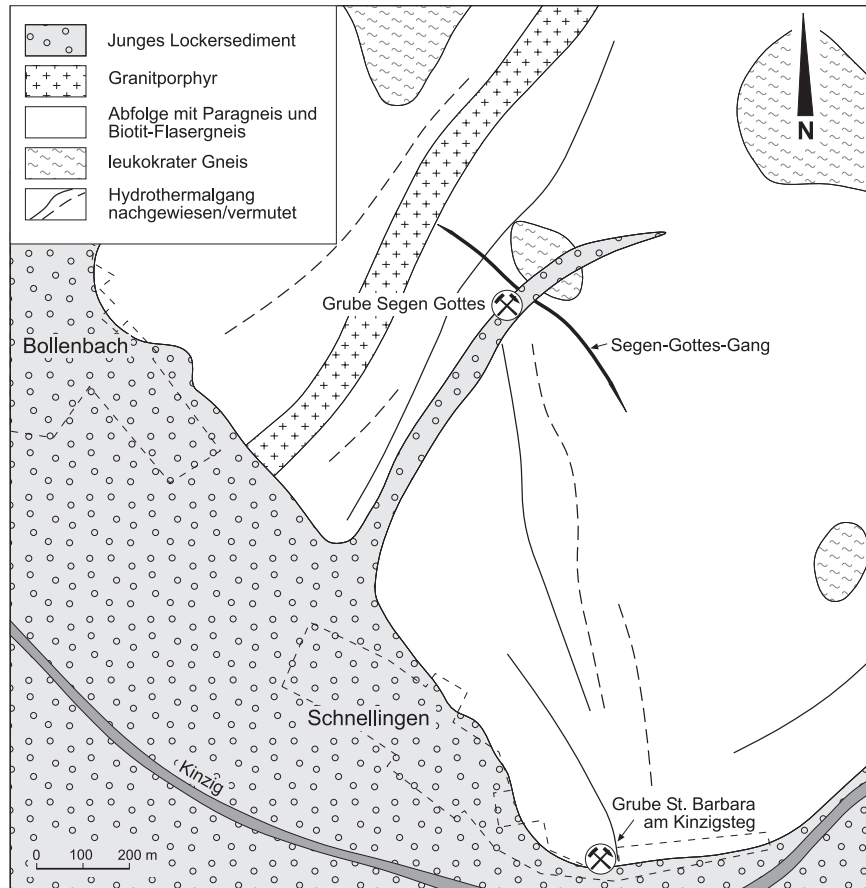 Junges Lockersediment
Granitporphyr
Abfolge mit Paragneis und
Biotit-Flasergneis
leukokrater Gneis
Hydrothermalgang
nachgewiesen/vermutet
N
Grube Segen Gottes
Bollenbach
Segen-Gottes-Gang
Schnellingen
Kinzig
Grube St. Barbara
am Kinzigsteg
0 100 200 m